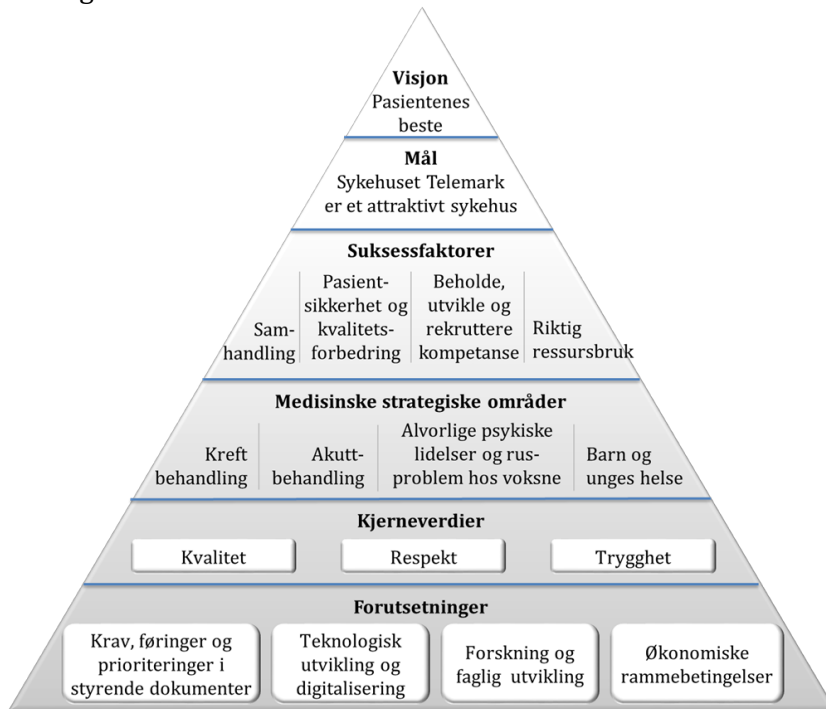 Visjon
Pasientenes
beste
Mål
Sykehuset Telemark
er et attraktivt sykehus
Suksessfaktorer
Sam-
handling
Pasient-
sikkerhet og
kvalitets-
forbedring
Beholde,
utvikle og
rekruttere
kompetanse
Riktig
ressursbruk
Medisinske strategiske områder
Kreft
behandling
Akutt-
behandling
Alvorlige psykiske
lidelser og rus-
problem hos voksne
Barn og
unges helse
Kjerneverdier
Kvalitet
Respekt
Trygghet
Forutsetninger
Krav, føringer og
prioriteringer i
styrende dokumenter
Teknologisk
utvikling og
digitalisering
Forskning og
faglig utvikling
Økonomiske
rammebetingelser